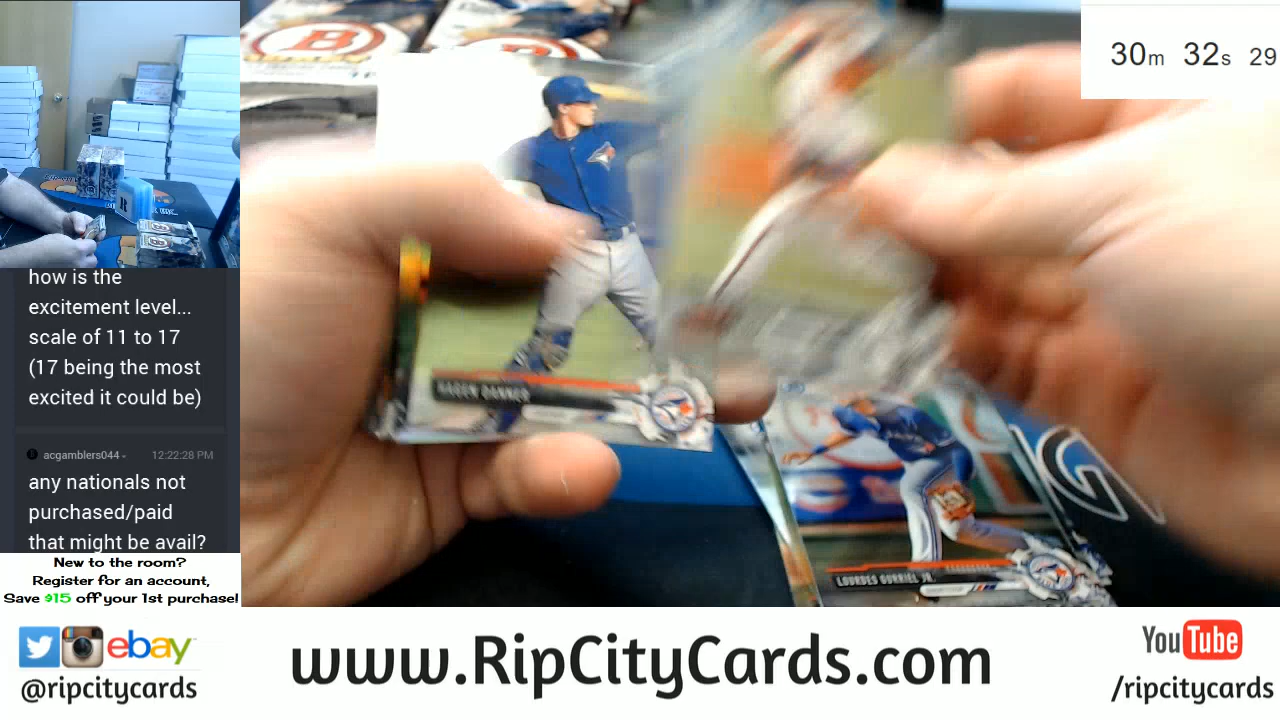 30m 32s 29
how is the
excitement level...
scale of 11 to 17
(17 being the most
excited it could be)
acgamblers044 12:22:28 PM
any nationals not
purchased/paid
that might be avail?
New to the room?
Register for an account,
Save $15 off your 1st purchase!
B
HAGEN DANNER
LOURDES GURRIEL JR.
ebay
@ripcitycards
www.RipCityCards.com
YouTube
/ripcitycards